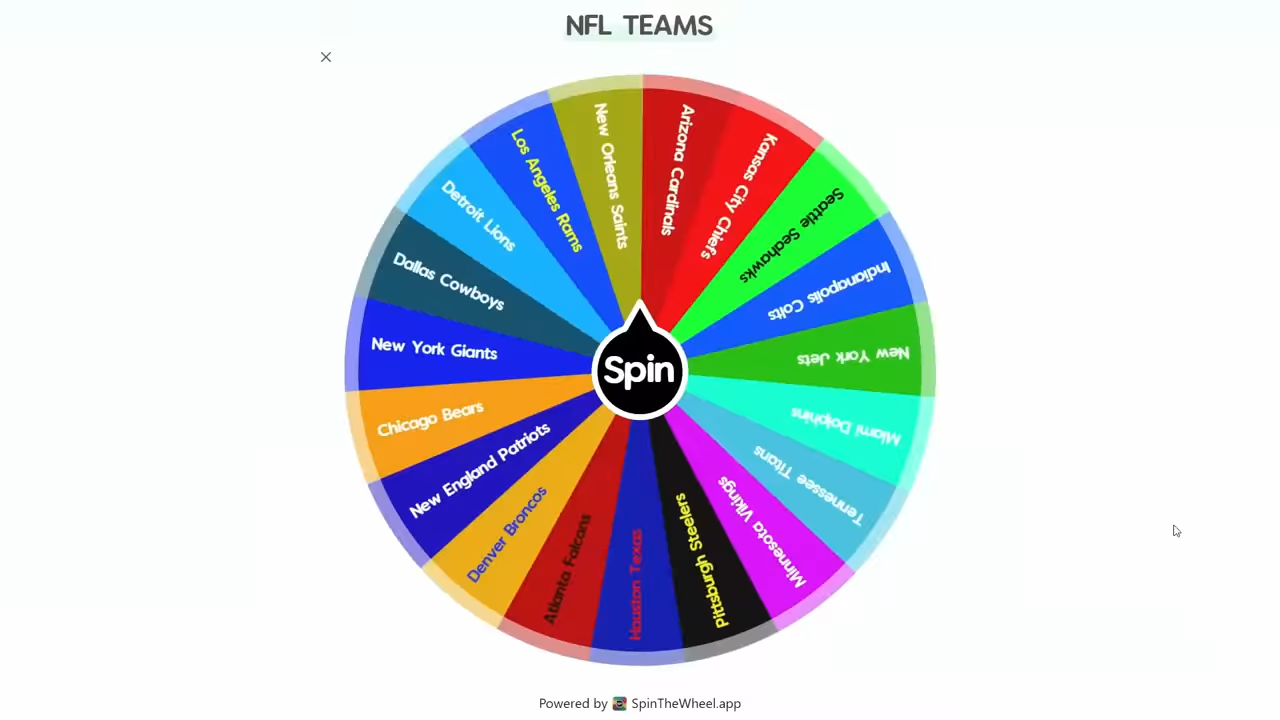 NFL TEAMS
Arizona Cardinals
Kansas City Chiefs
Seattle Seahawks
Indianapolis Colts
New York Jets
Miami Dolphins
Tennessee Titans
Minnesota Vikings
Pittsburgh Steelers
Houston Texas
Atlanta Falcons
Denver Broncos
New England Patriots
Chicago Bears
New York Giants
Dallas Cowboys
Detroit Lions
Los Angeles Rams
New Orleans Saints
Spin
Powered by SpinTheWheel.app